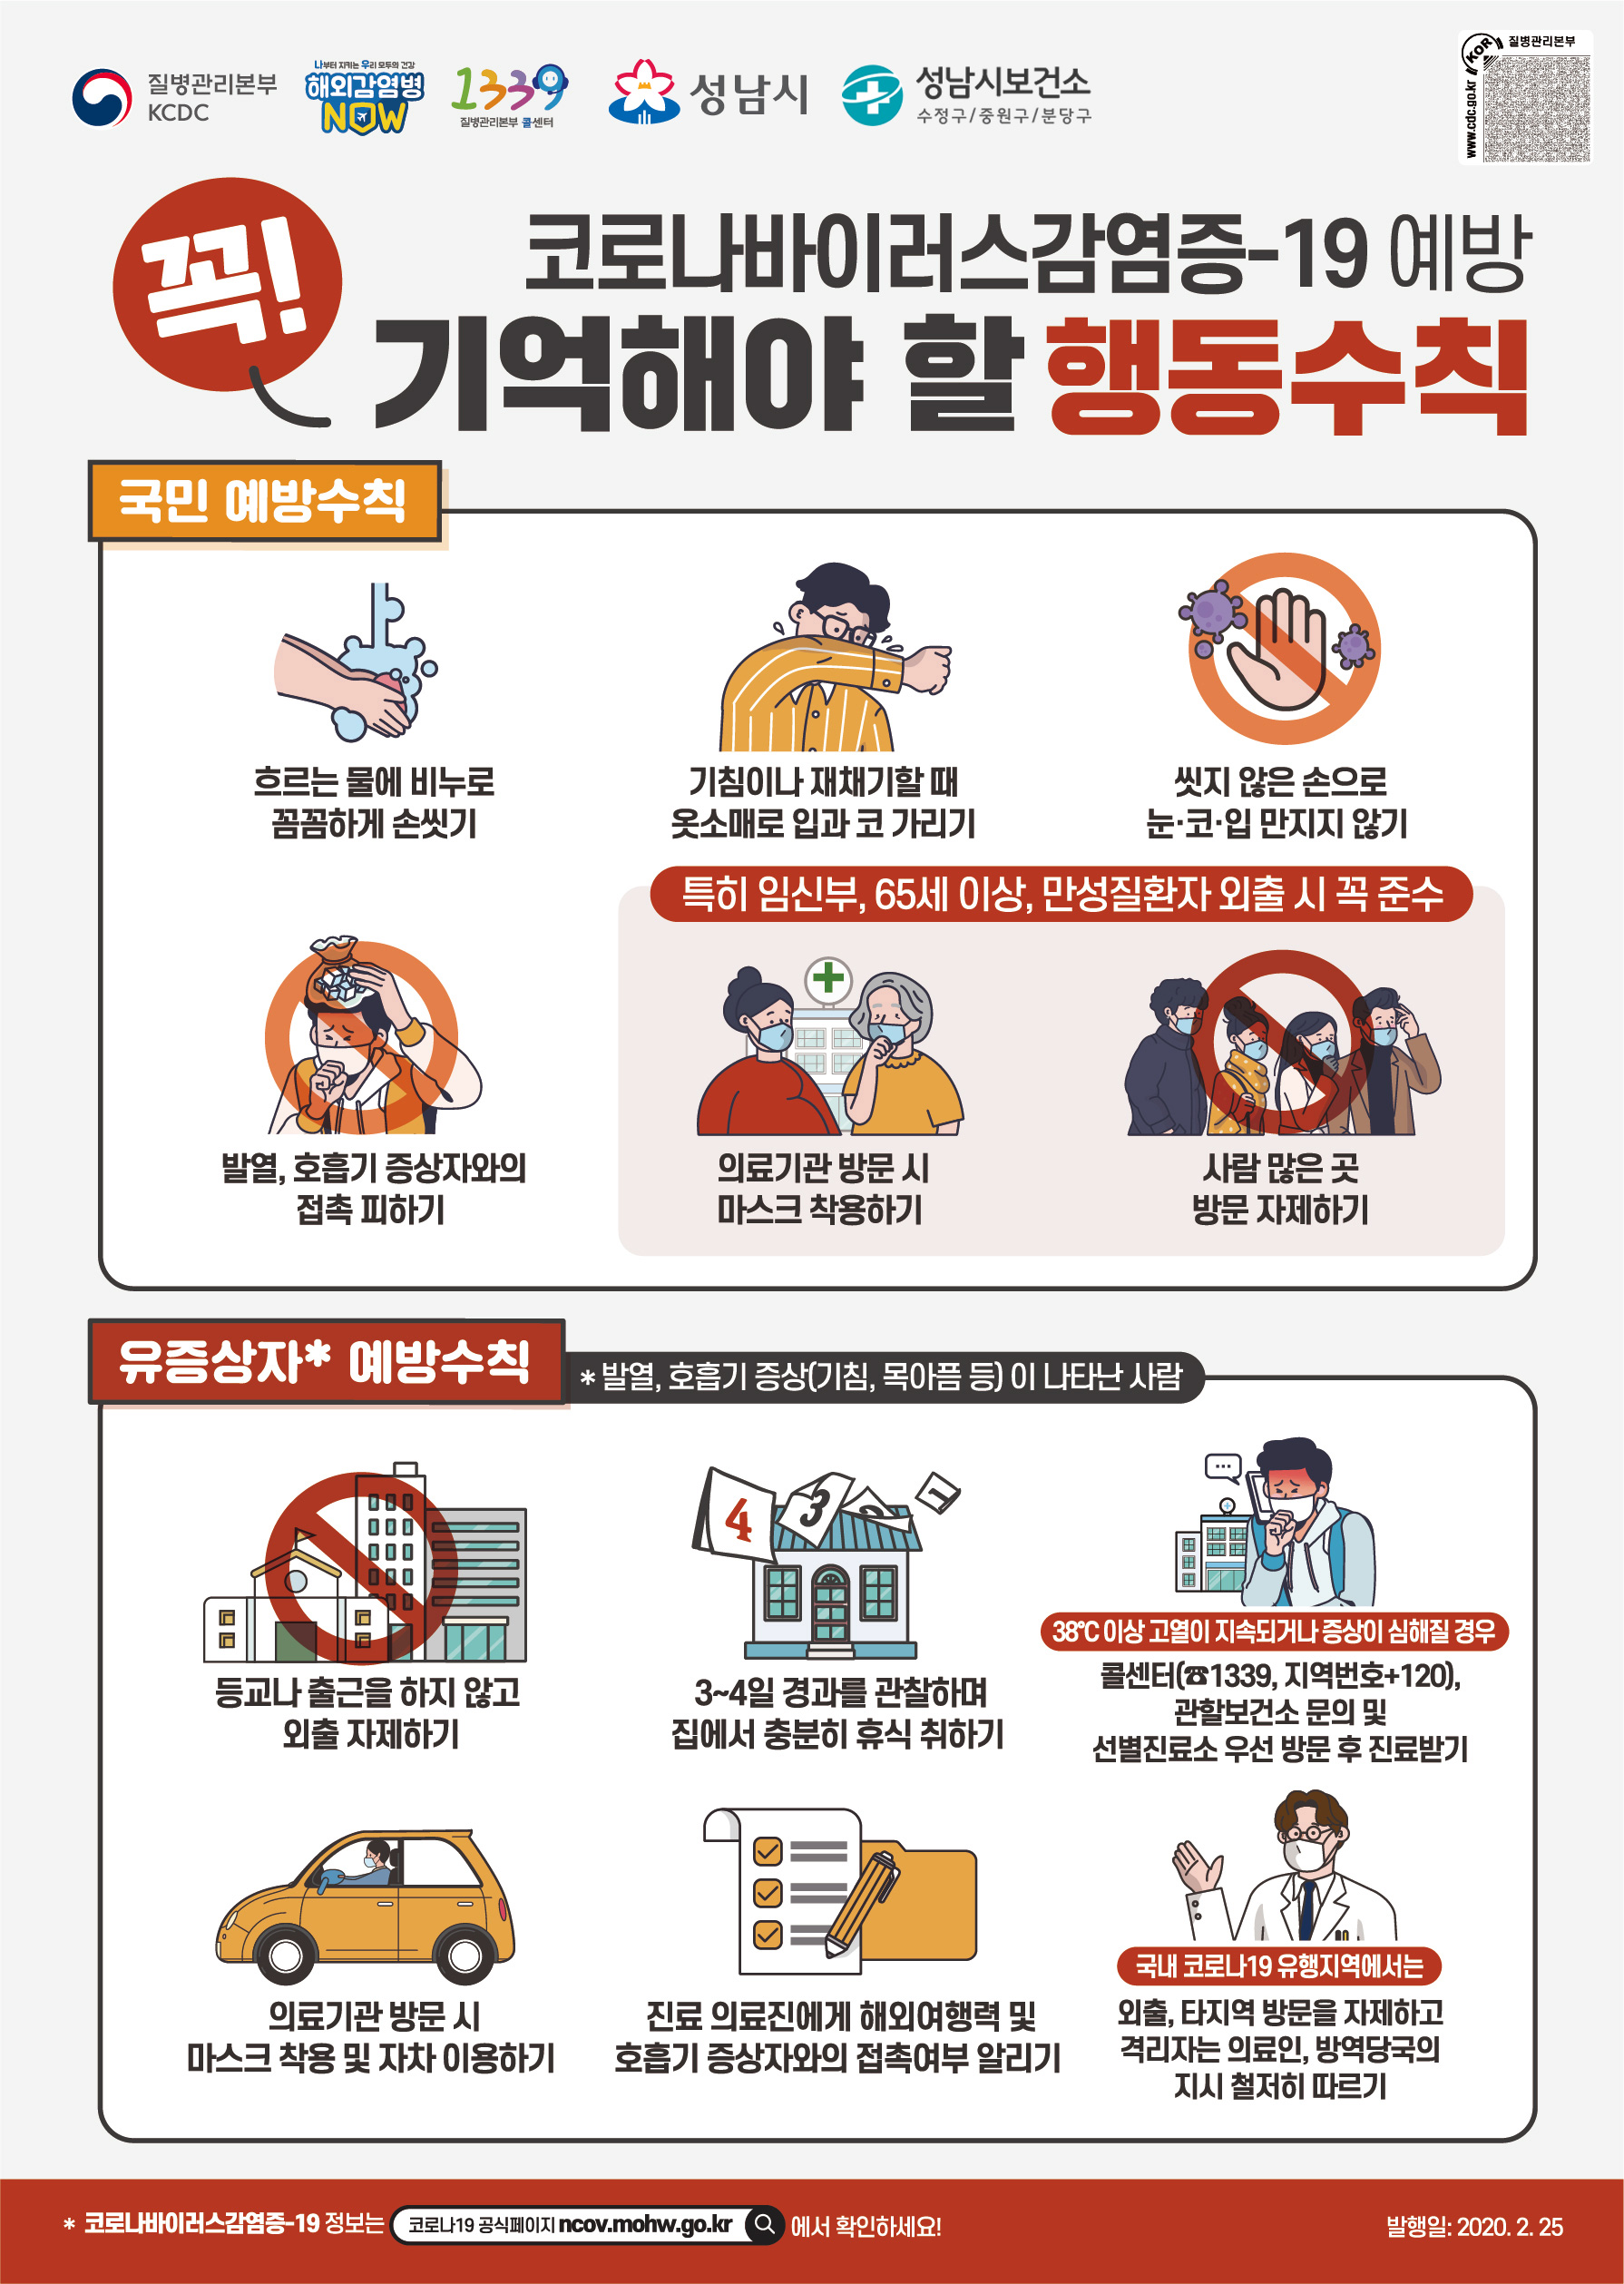 질병관리본부
KCDC
나부터 지키는 우리 모두의 건강
해외감염병
NOW
1339
질병관리본부 콜센터
성남시
성남시보건소
수정구/중원구/분당구
KOR
질병관리본부
www.cdc.go.kr
꼭!
코로나바이러스감염증-19 예방
기억해야 할 행동수칙
국민 예방수칙
흐르는 물에 비누로
꼼꼼하게 손씻기
기침이나 재채기할 때
옷소매로 입과 코 가리기
씻지 않은 손으로
눈·코·입 만지지 않기
발열, 호흡기 증상자와의
접촉 피하기
특히 임신부, 65세 이상, 만성질환자 외출 시 꼭 준수
의료기관 방문 시
마스크 착용하기
사람 많은 곳
방문 자제하기
유증상자* 예방수칙
* 발열, 호흡기 증상(기침, 목아픔 등) 이 나타난 사람
등교나 출근을 하지 않고
외출 자제하기
4 3 2 1
3~4일 경과를 관찰하며
집에서 충분히 휴식 취하기
38℃ 이상 고열이 지속되거나 증상이 심해질 경우
콜센터(☎1339, 지역번호+120),
관할보건소 문의 및
선별진료소 우선 방문 후 진료받기
의료기관 방문 시
마스크 착용 및 자차 이용하기
진료 의료진에게 해외여행력 및
호흡기 증상자와의 접촉여부 알리기
국내 코로나19 유행지역에서는
외출, 타지역 방문을 자제하고
격리자는 의료인, 방역당국의
지시 철저히 따르기
* 코로나바이러스감염증-19 정보는 코로나19 공식페이지 ncov.mohw.go.kr 에서 확인하세요!
발행일: 2020. 2. 25